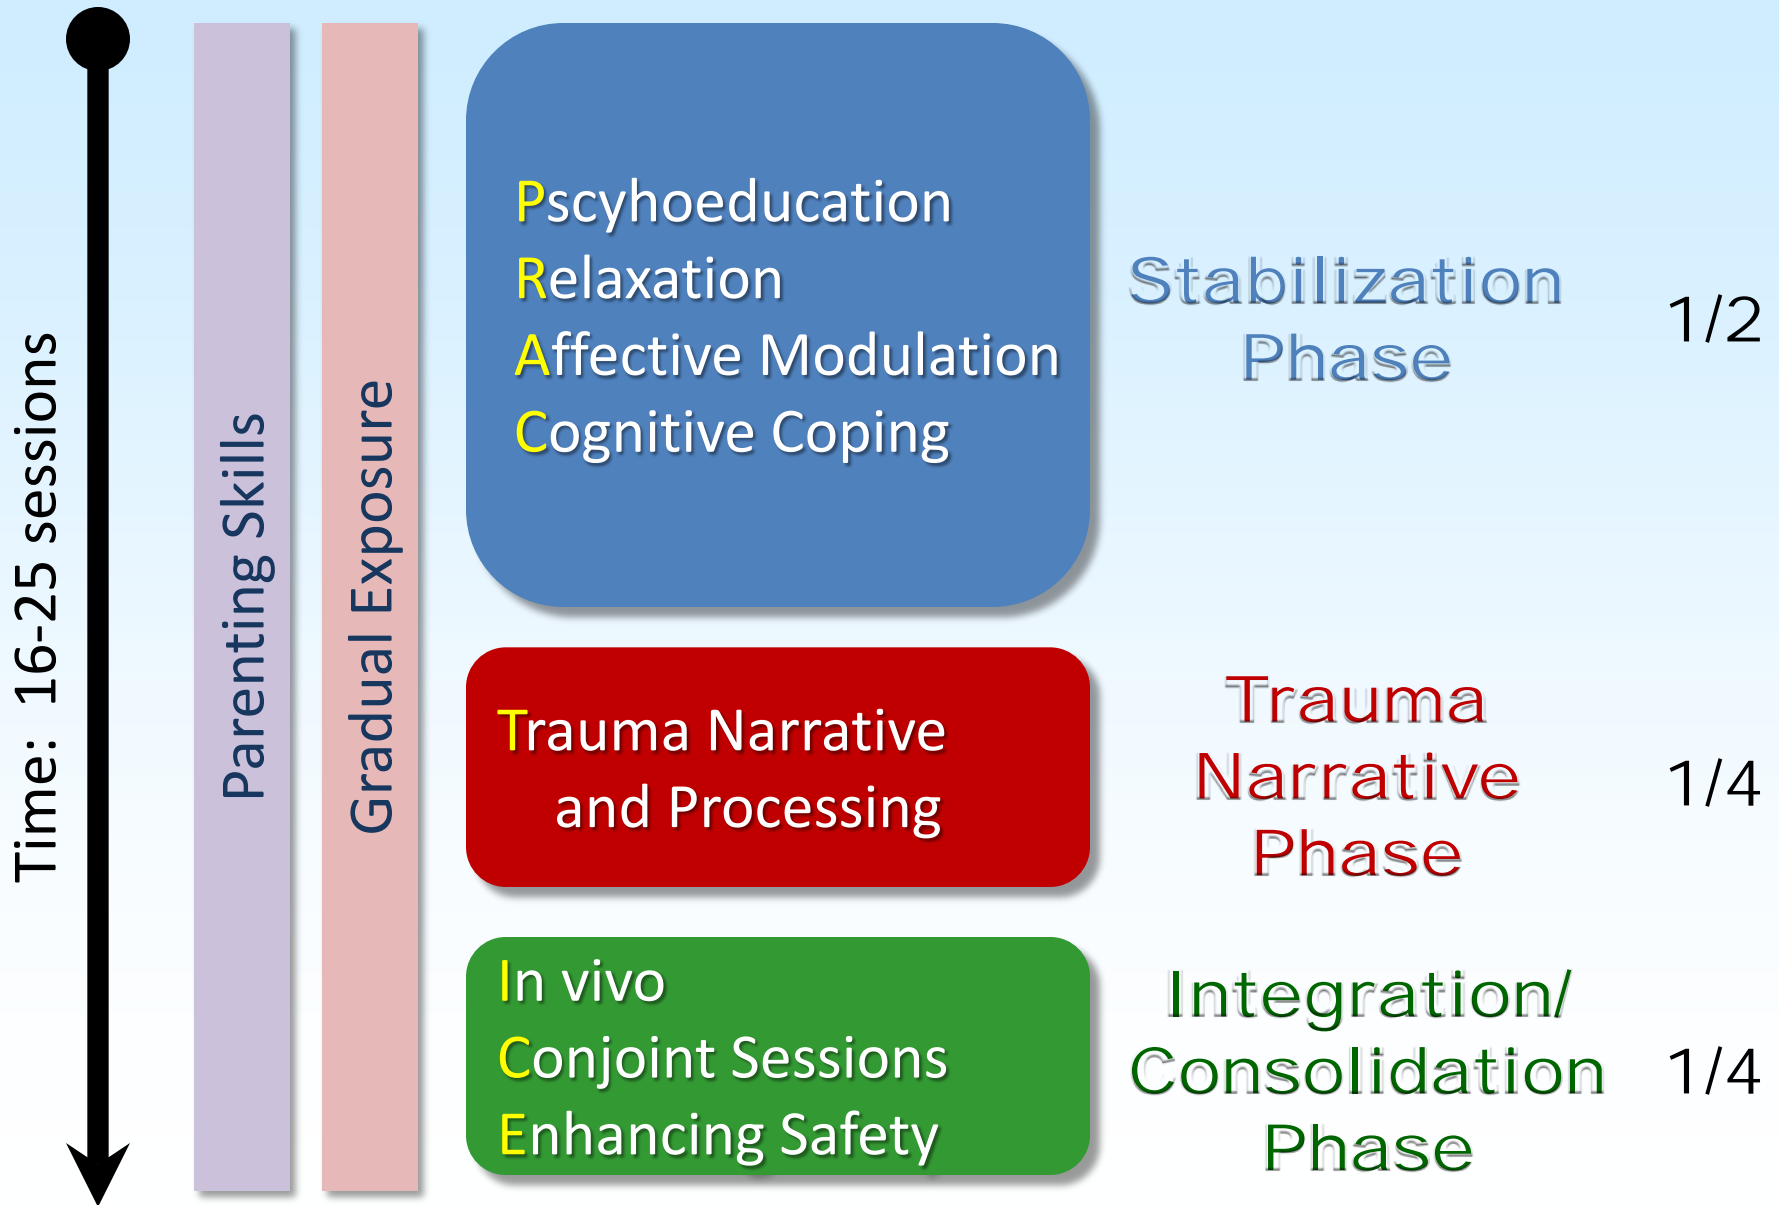 Time:  16-25 sessions
Parenting Skills
Gradual Exposure
Pscyhoeducation
Relaxation
Affective Modulation
Cognitive Coping
Stabilization
Phase
1/2
Trauma Narrative
and Processing
Trauma
Narrative
Phase
1/4
In vivo
Conjoint Sessions
Enhancing Safety
Integration/
Consolidation
Phase
1/4